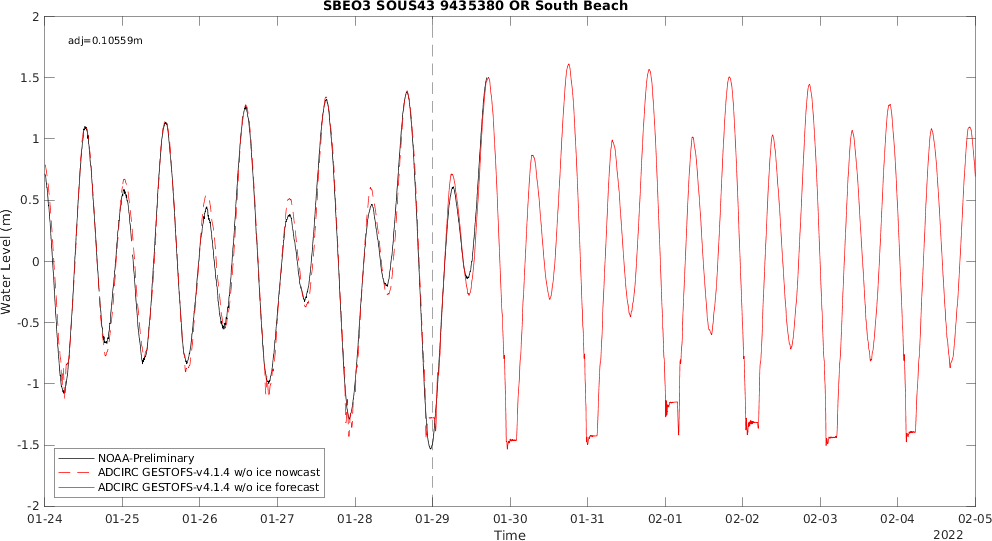 SBEO3 SOUS43 9435380 OR South Beach
adj=0.10559m
2
1.5
1
0.5
0
-0.5
-1
-1.5
-2
Water Level (m)
NOAA-Preliminary
ADCIRC GESTOFS-v4.1.4 w/o ice nowcast
ADCIRC GESTOFS-v4.1.4 w/o ice forecast
01-24 01-25 01-26 01-27 01-28 01-29 01-30 01-31 02-01 02-02 02-03 02-04 02-05
Time
2022